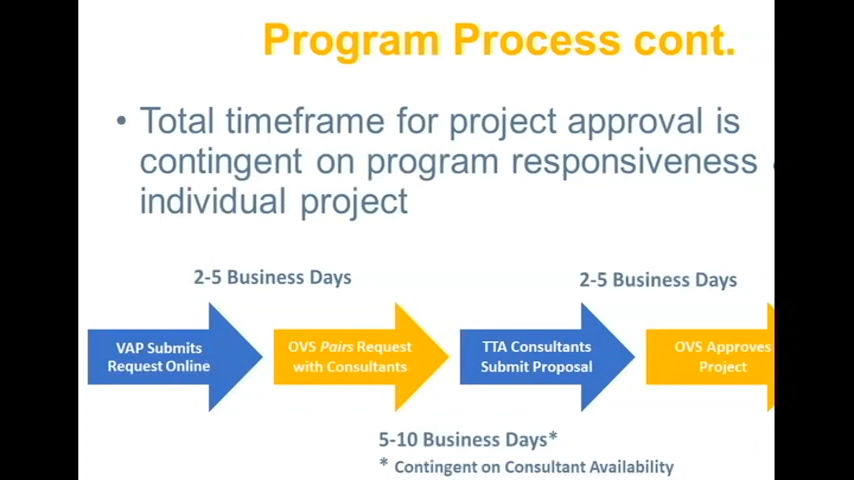 Program Process cont.
• Total timeframe for project approval is
contingent on program responsiveness
individual project
2-5 Business Days
2-5 Business Days
VAP Submits
Request Online
OVS Pairs Request
with Consultants
TTA Consultants
Submit Proposal
OVS Approves
Project
5-10 Business Days*
* Contingent on Consultant Availability